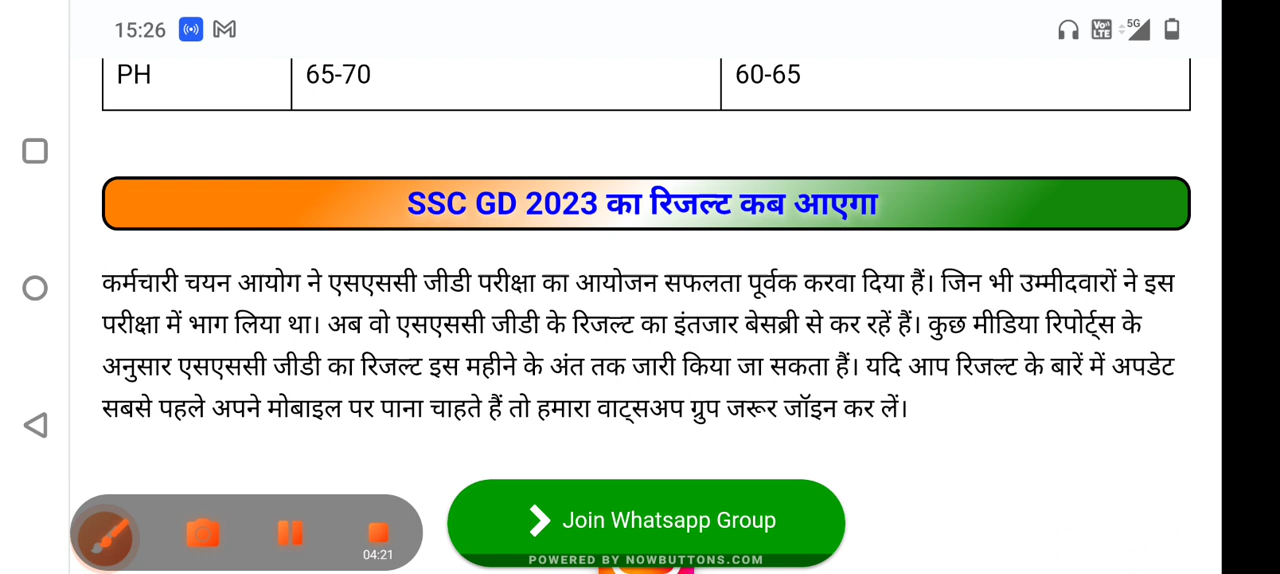 15:26
Vo LTE 5G
PH 65-70 60-65
SSC GD 2023 का रिजल्ट कब आएगा
कर्मचारी चयन आयोग ने एसएससी जीडी परीक्षा का आयोजन सफलता पूर्वक करवा दिया हैं। जिन भी उम्मीदवारों ने इस
परीक्षा में भाग लिया था। अब वो एसएससी जीडी के रिजल्ट का इंतजार बेसब्री से कर रहें हैं। कुछ मीडिया रिपोर्ट्स के
अनुसार एसएससी जीडी का रिजल्ट इस महीने के अंत तक जारी किया जा सकता हैं। यदि आप रिजल्ट के बारें में अपडेट
सबसे पहले अपने मोबाइल पर पाना चाहते हैं तो हमारा वाट्सअप ग्रुप जरूर जॉइन कर लें।
Join Whatsapp Group
04:21
POWERED BY NOWBUTTONS.COM